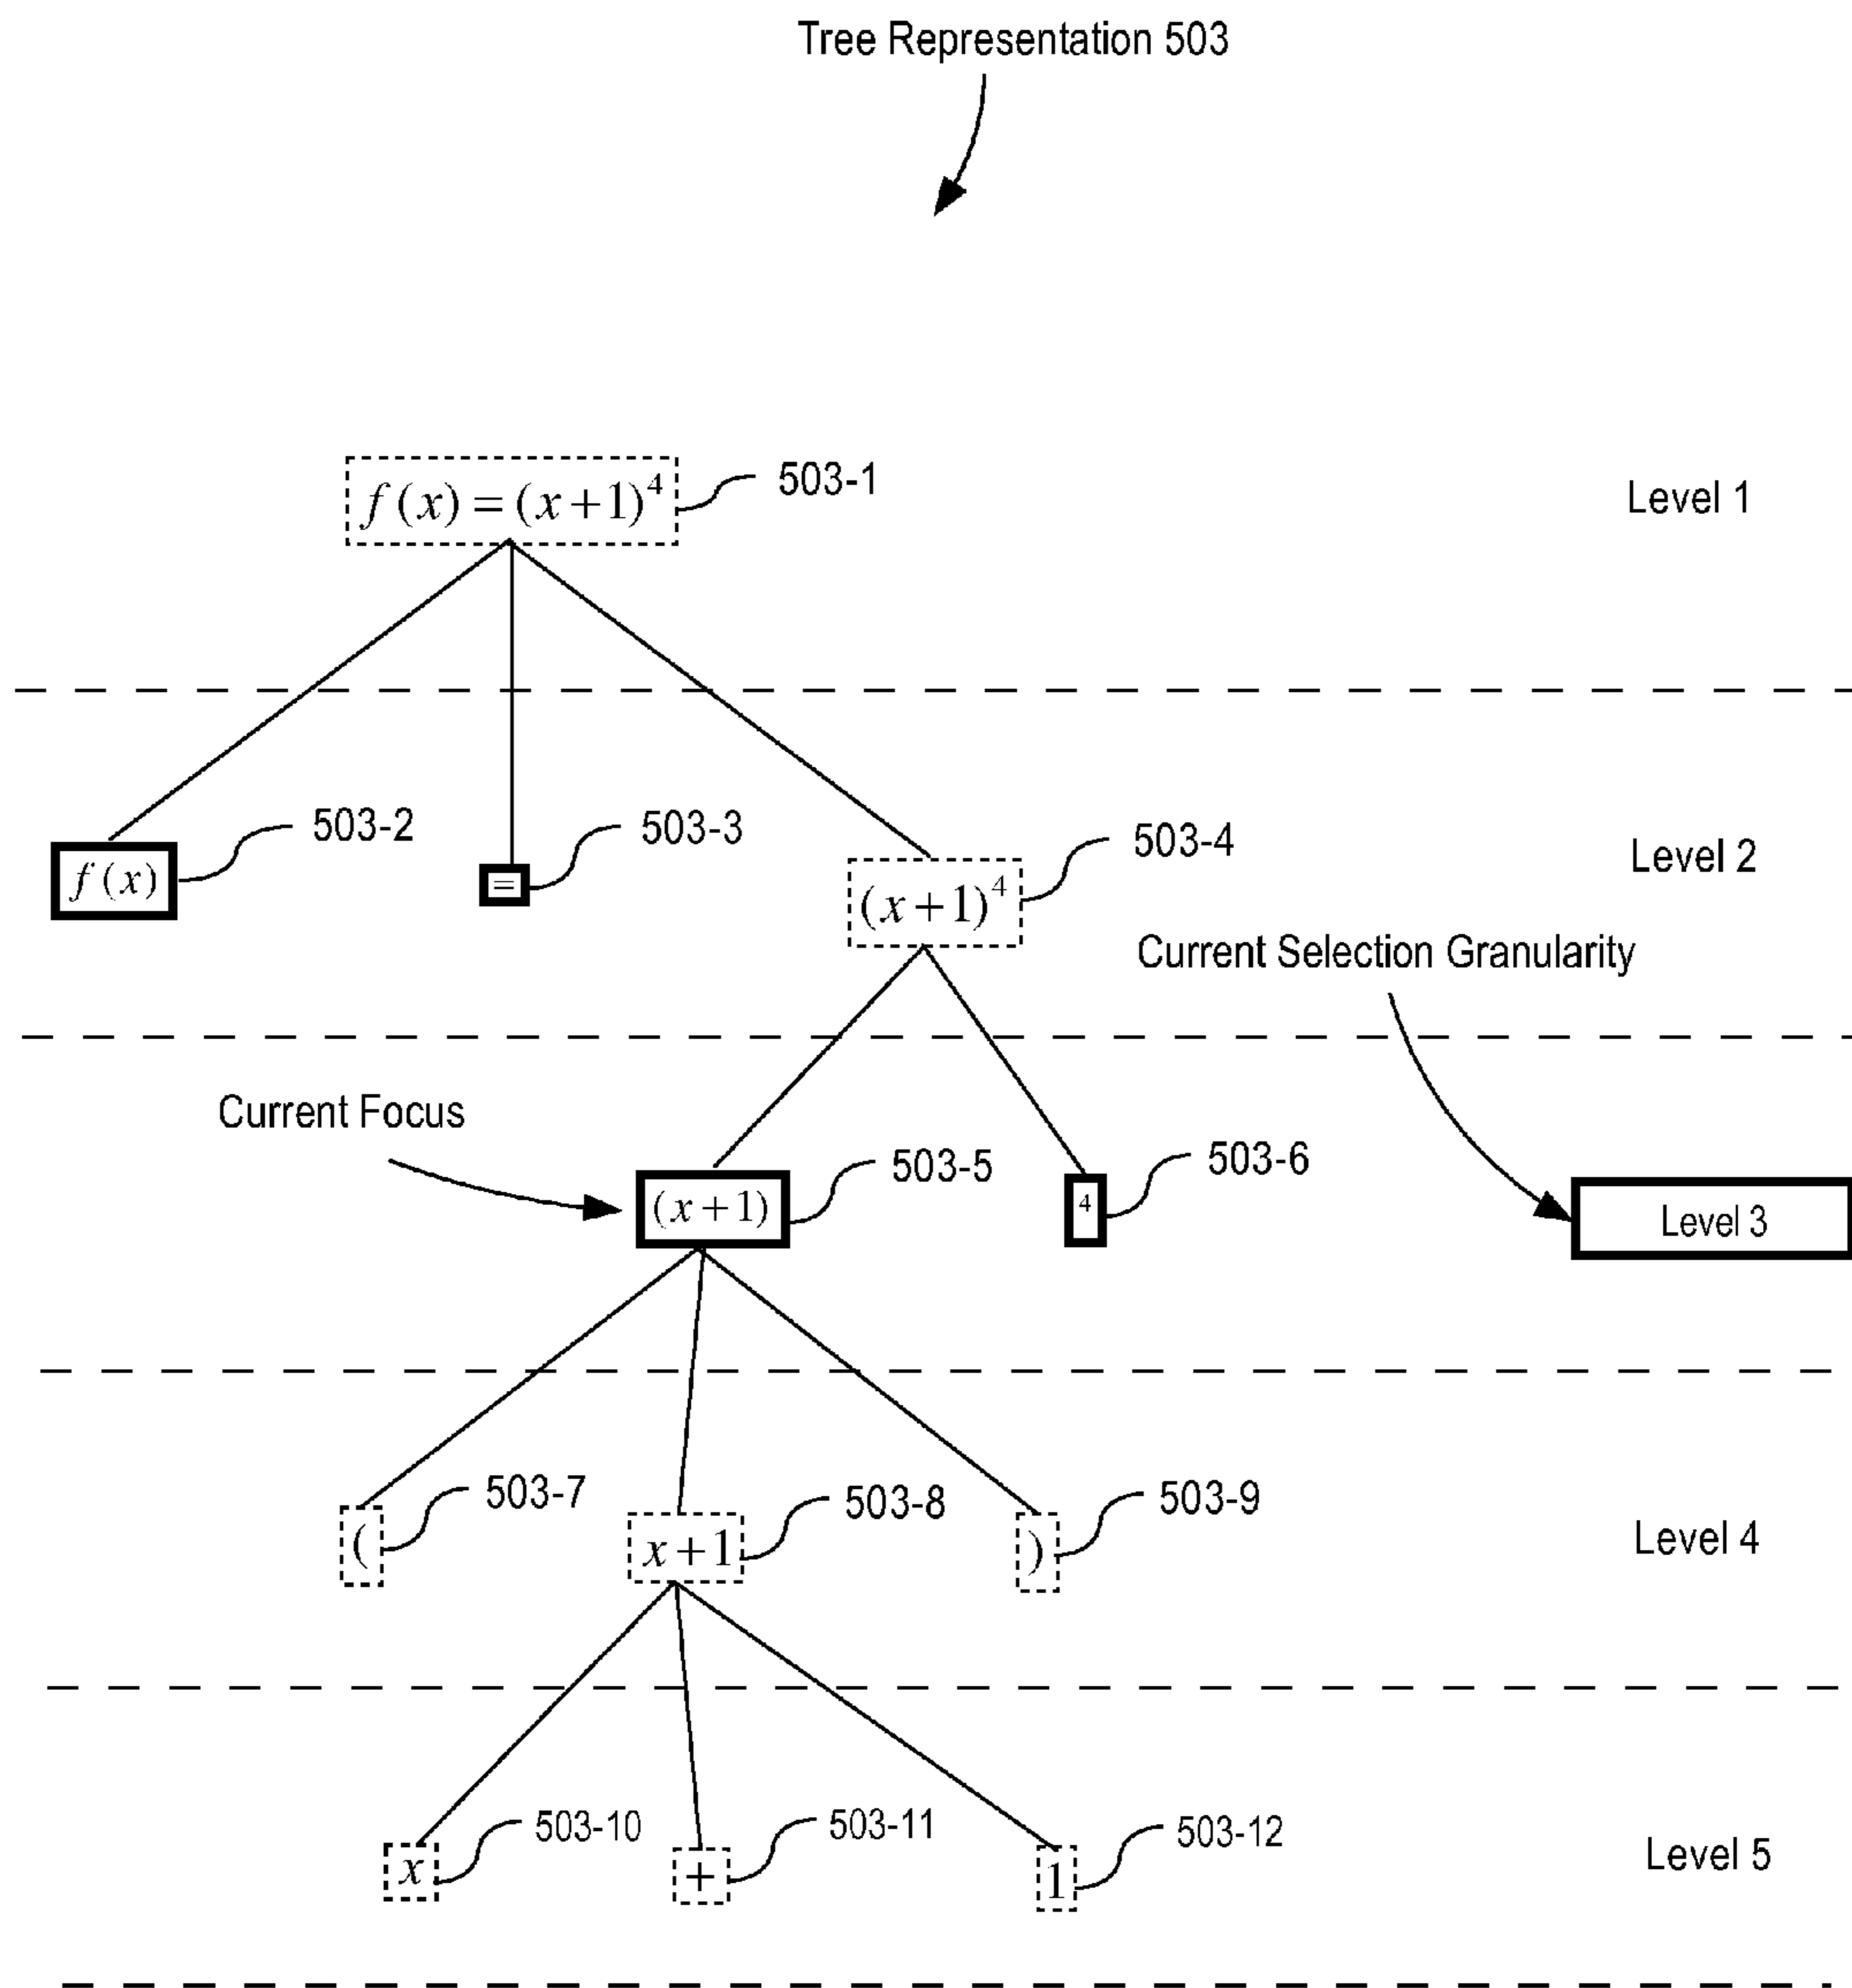 Tree Representation 503
f(x) = (x+1)⁴
503-1
Level 1
503-2
503-3
503-4
Level 2
f(x)
=
(x+1)⁴
Current Selection Granularity
Current Focus
503-5
503-6
(x+1)
4
Level 3
503-7
503-8
503-9
Level 4
(
x+1
)
503-10
503-11
503-12
Level 5
x
+
1